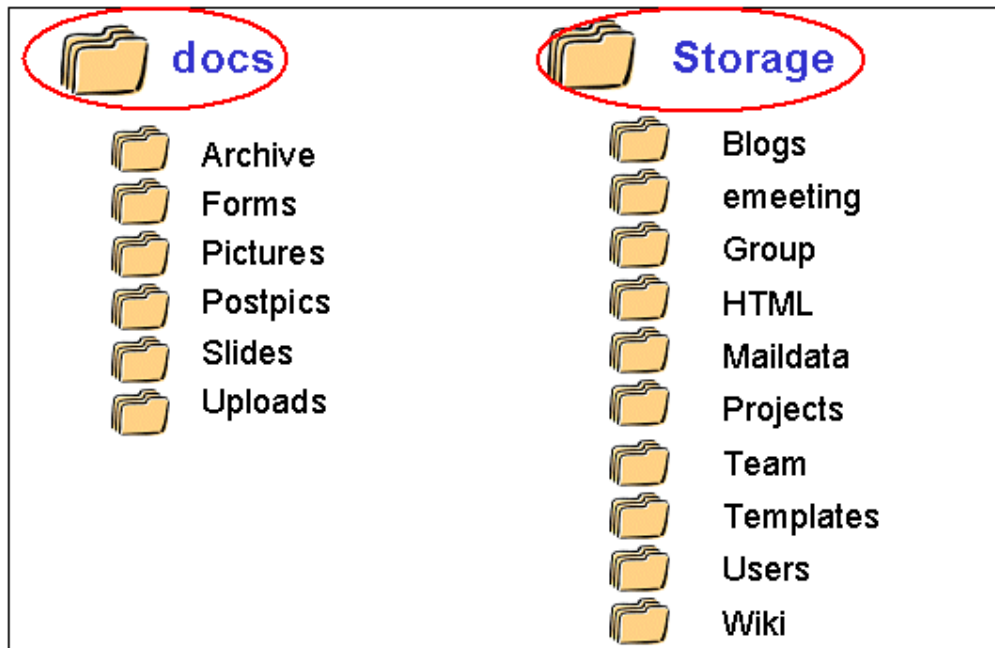 docs
Archive
Forms
Pictures
Postpics
Slides
Uploads
Storage
Blogs
emeeting
Group
HTML
Maildata
Projects
Team
Templates
Users
Wiki